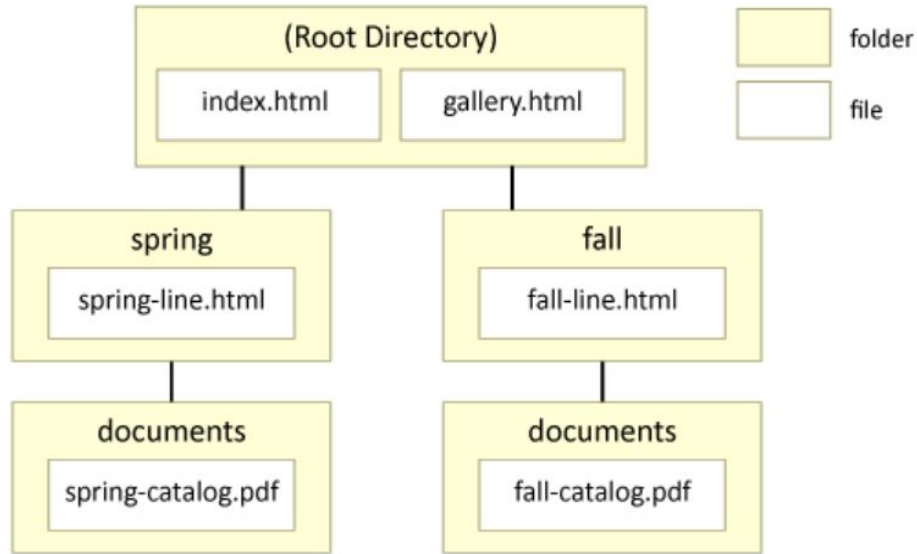 (Root Directory)
index.html
gallery.html
folder
file
spring
spring-line.html
fall
fall-line.html
documents
spring-catalog.pdf
documents
fall-catalog.pdf